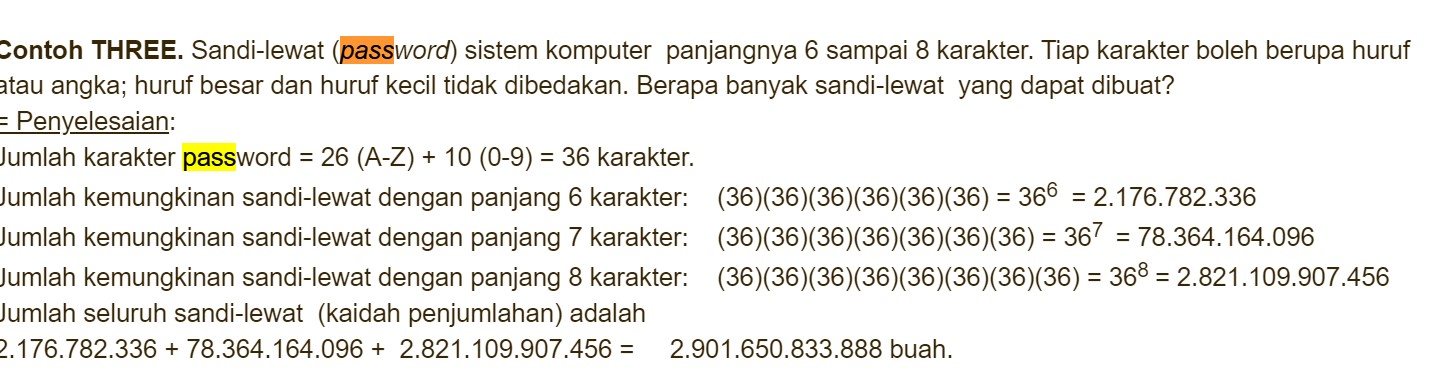 Contoh THREE. Sandi-lewat (password) sistem komputer panjangnya 6 sampai 8 karakter. Tiap karakter boleh berupa huruf
atau angka; huruf besar dan huruf kecil tidak dibedakan. Berapa banyak sandi-lewat yang dapat dibuat?
= Penyelesaian:
Jumlah karakter password = 26 (A-Z) + 10 (0-9) = 36 karakter.
Jumlah kemungkinan sandi-lewat dengan panjang 6 karakter: (36)(36)(36)(36)(36)(36) = 36⁶ = 2.176.782.336
Jumlah kemungkinan sandi-lewat dengan panjang 7 karakter: (36)(36)(36)(36)(36)(36)(36) = 36⁷ = 78.364.164.096
Jumlah kemungkinan sandi-lewat dengan panjang 8 karakter: (36)(36)(36)(36)(36)(36)(36)(36) = 36⁸ = 2.821.109.907.456
Jumlah seluruh sandi-lewat (kaidah penjumlahan) adalah
2.176.782.336 + 78.364.164.096 + 2.821.109.907.456 = 2.901.650.833.888 buah.